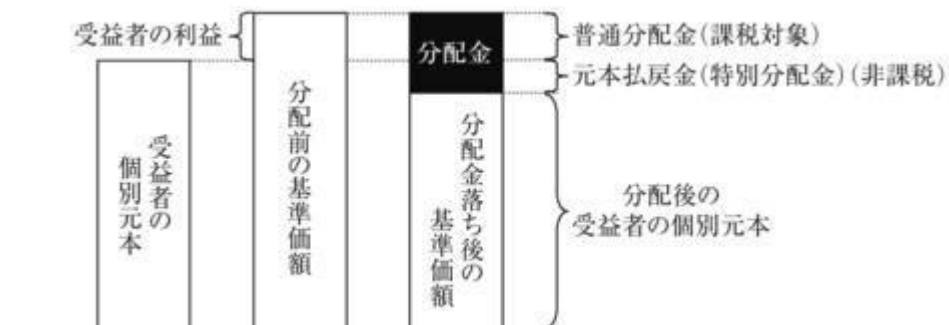 受益者の利益
分配金
普通分配金(課税対象)
元本払戻金(特別分配金)(非課税)
受益者の
個別元本
分配前の基準価額
分配金落ち後の
基準価額
分配後の
受益者の個別元本